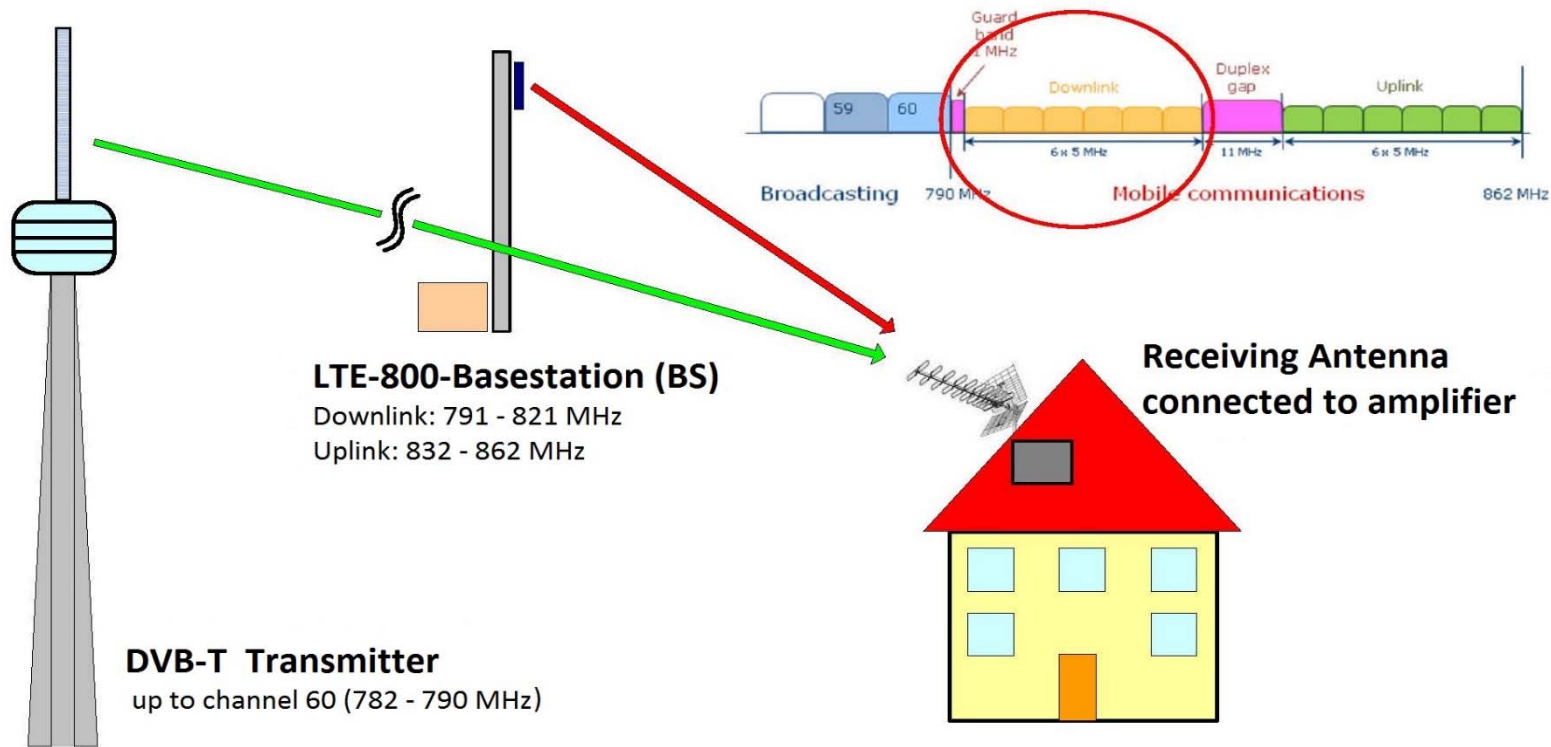 Guard
band
1 MHz
Downlink
Duplex
gap
Uplink
59
60
6 x 5 MHz
11 MHz
6 x 5 MHz
Broadcasting
790 MHz
Mobile communications
862 MHz
LTE-800-Basestation (BS)
Downlink: 791 - 821 MHz
Uplink: 832 - 862 MHz
Receiving Antenna
connected to amplifier
DVB-T Transmitter
up to channel 60 (782 - 790 MHz)